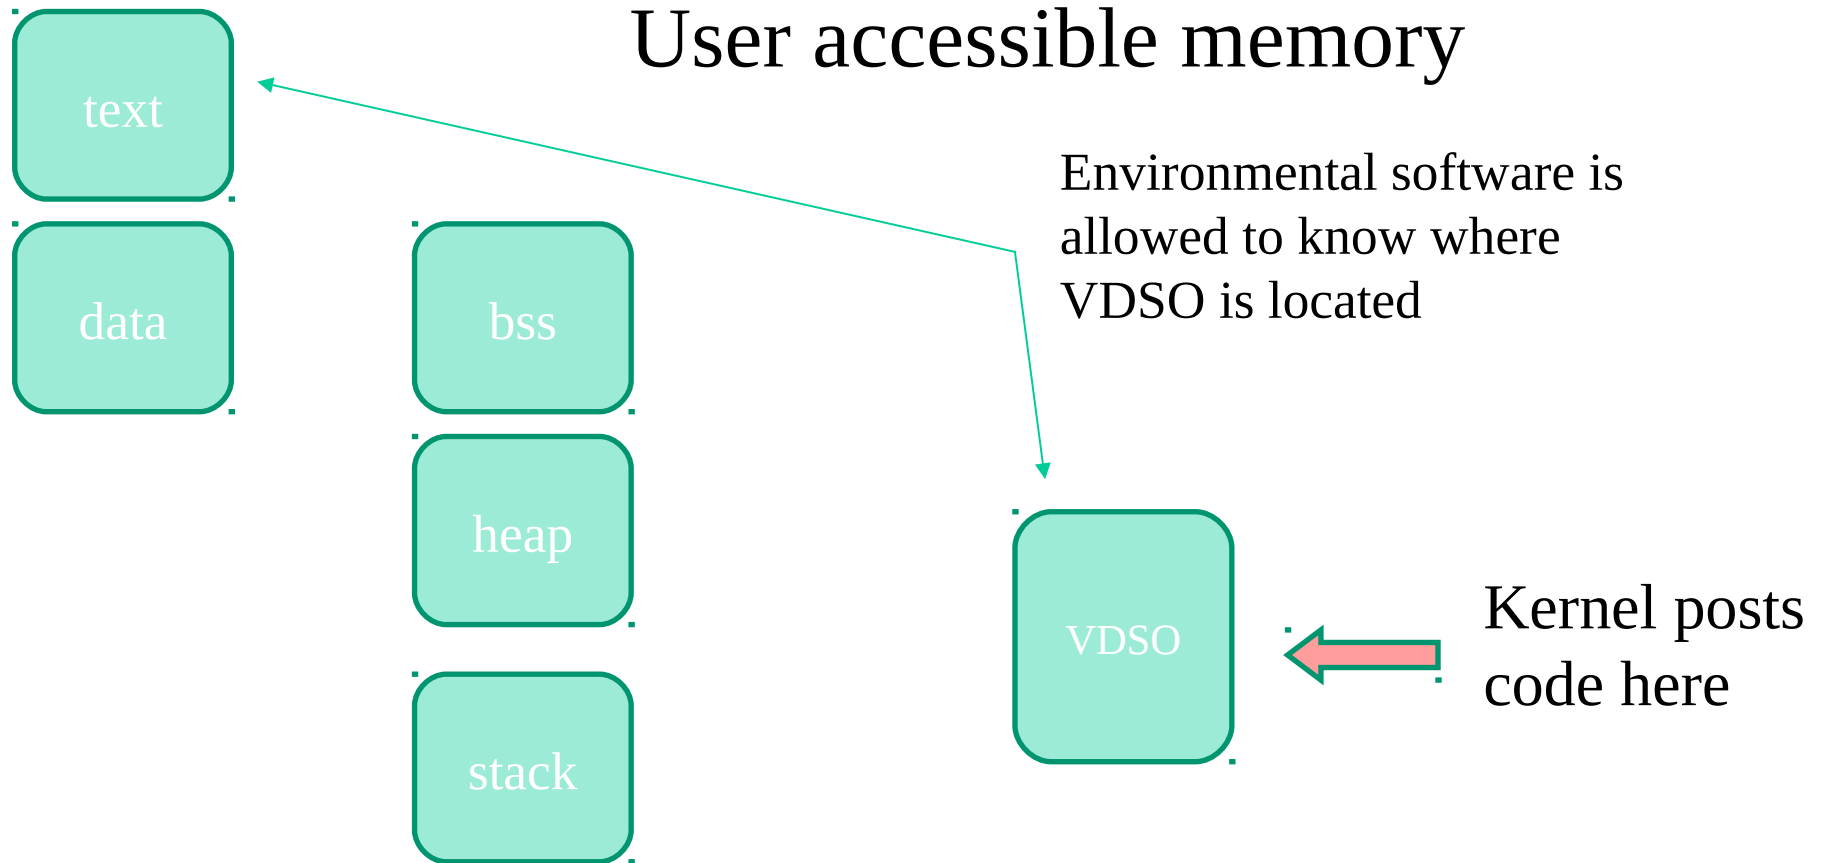 User accessible memory
text
Environmental software is
allowed to know where
VDSO is located
data
bss
heap
VDSO
Kernel posts
code here
stack